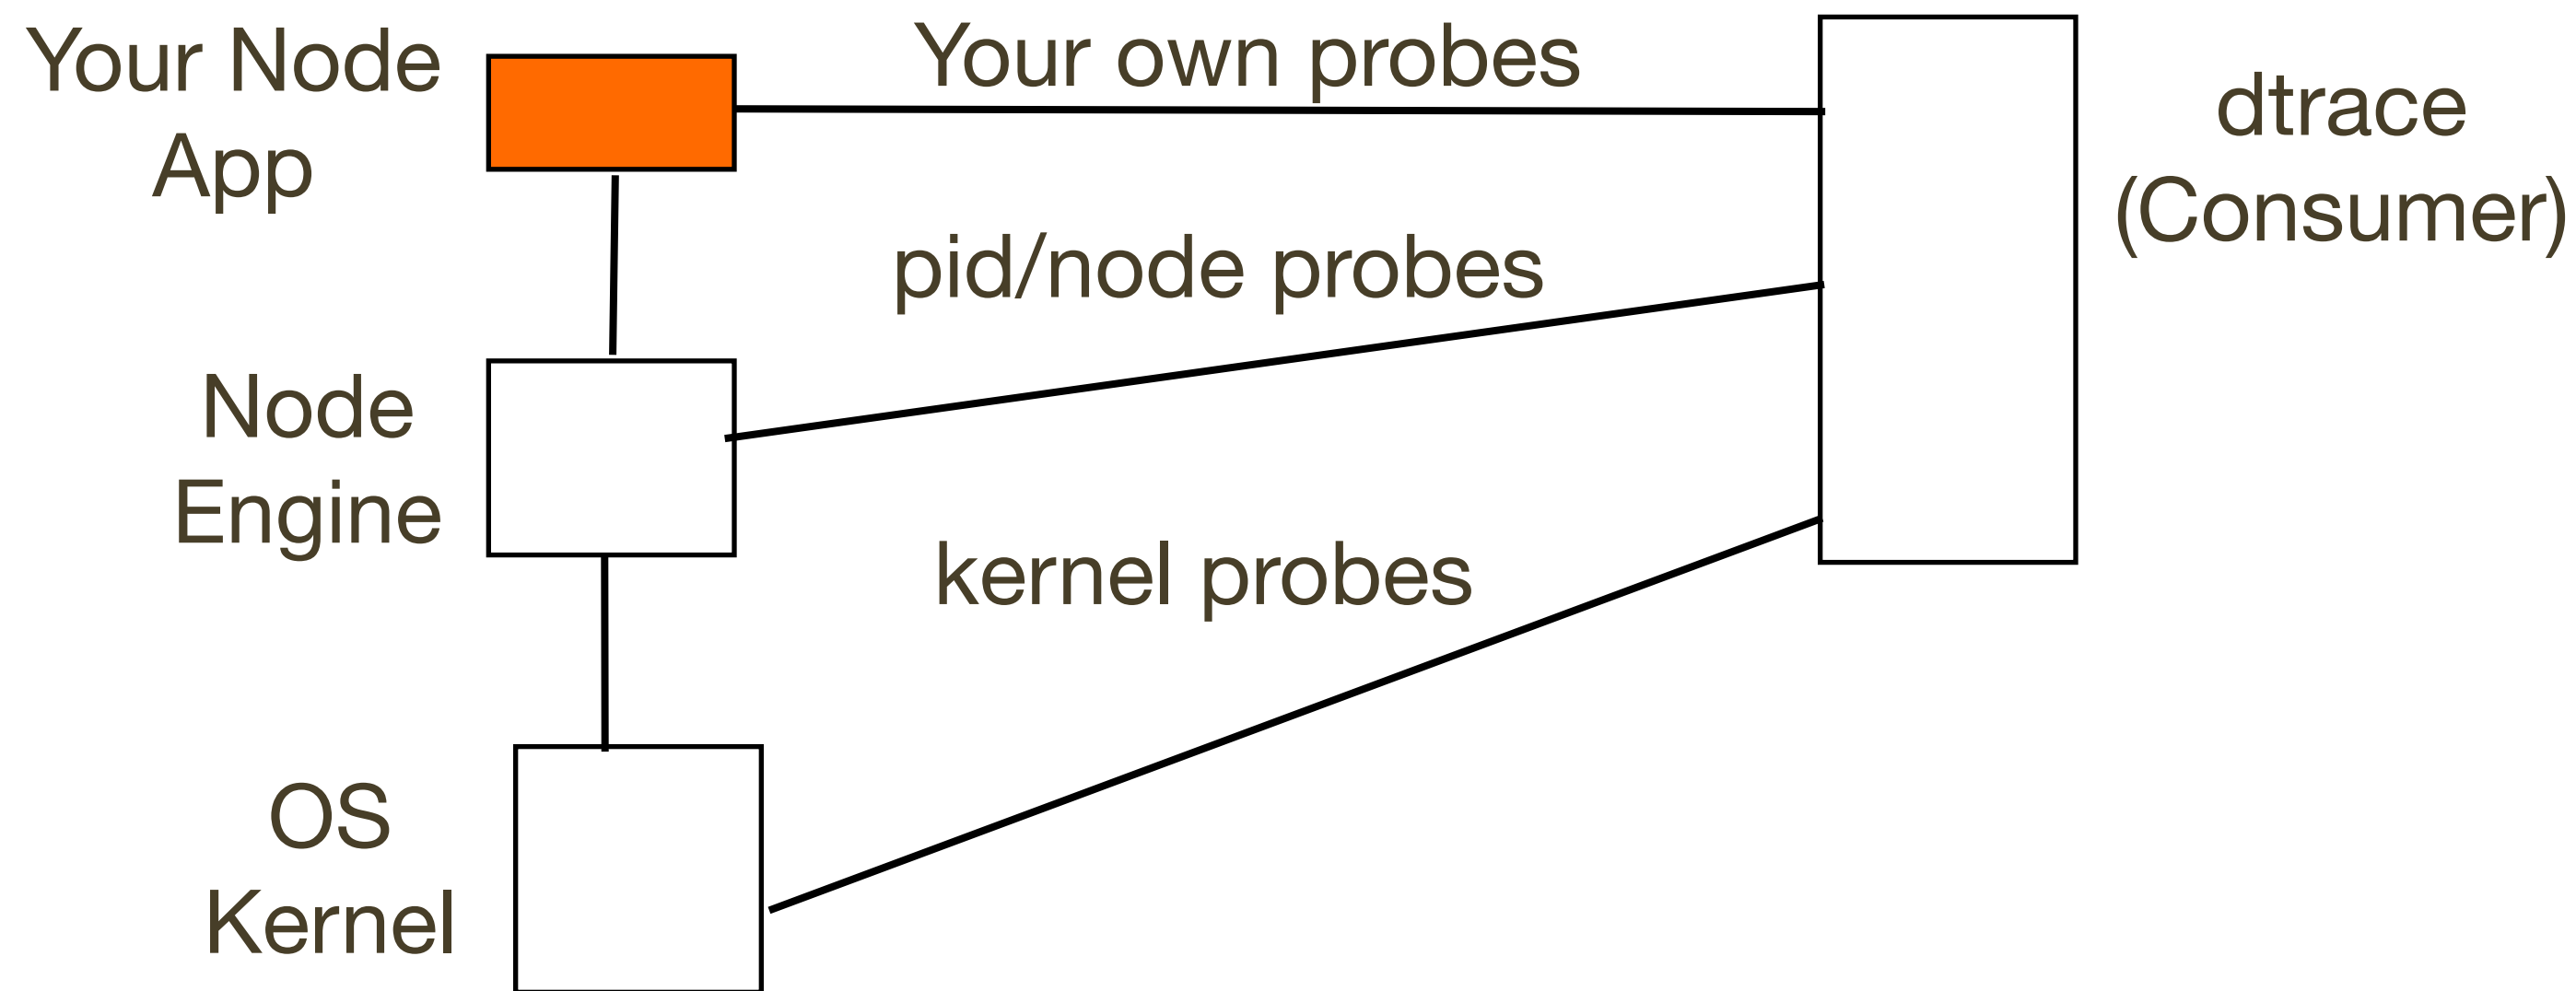 Your Node
App
Your own probes
dtrace
(Consumer)
pid/node probes
Node
Engine
kernel probes
OS
Kernel